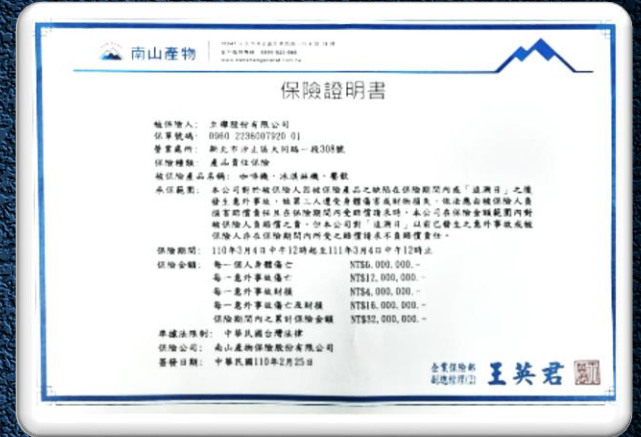 南山產物
保險證明書
被保險人: 股份有限公司
保單號碼: 0960 2236007920 01
營業處所: 新北市汐止區大同路一段308號
保險種類: 產品責任保險
被保險產品名稱: 咖啡機、冰淇淋機、餐飲
承保範圍: 本公司對於被保險人因被保險產品之缺陷在保險期間內或「追溯日」之後
發生意外事故,致第三人遭受身體傷害或財物損失,依法應由被保險人負
損害賠償責任且在保險期間內受賠償請求時,本公司在保險金額範圍內對
被保險人負賠償之責。但本公司對「追溯日」以前已發生之意外事故或被
保險人非在保險期間內所受之賠償請求不負賠償責任。
保險期間: 110年3月4日中午12時起至111年3月4日中午12時止
保險金額: 每一個人身體傷亡 NT$6,000,000.-
每一意外事故傷亡 NT$12,000,000.-
每一意外事故財損 NT$4,000,000.-
每一意外事故傷亡及財損 NT$16,000,000.-
保險期間內之累計保險金額 NT$32,000,000.-
準據法限制: 中華民國台灣法律
保險公司: 南山產物保險股份有限公司
簽發日期: 中華民國110年2月25日
企業保險部
副總經理(2) 王英君